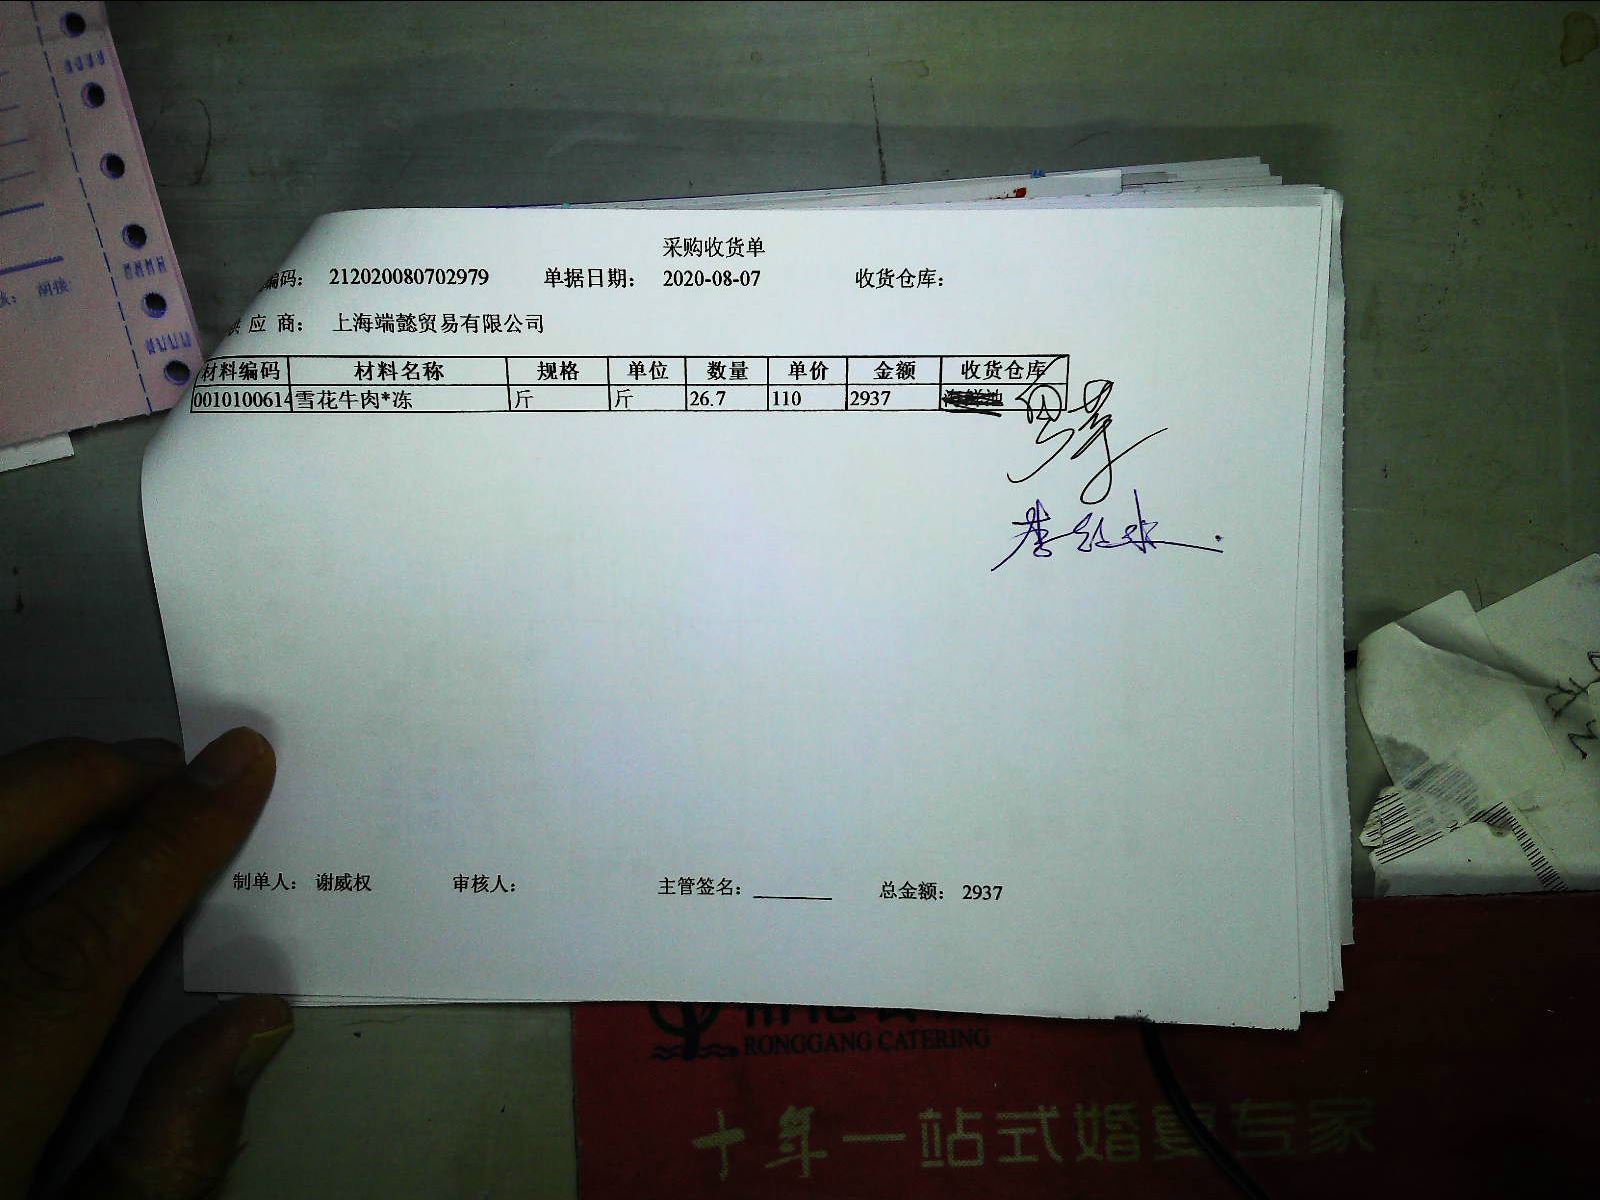 采购收货单
编码： 212020080702979 单据日期： 2020-08-07 收货仓库：
供应商： 上海端懿贸易有限公司
材料编码 材料名称 规格 单位 数量 单价 金额 收货仓库
0010100614 雪花牛肉*冻 斤 斤 26.7 110 2937
制单人： 谢威权 审核人： 主管签名： 总金额： 2937
RONGGANG CATERING
十年一站式婚宴专家